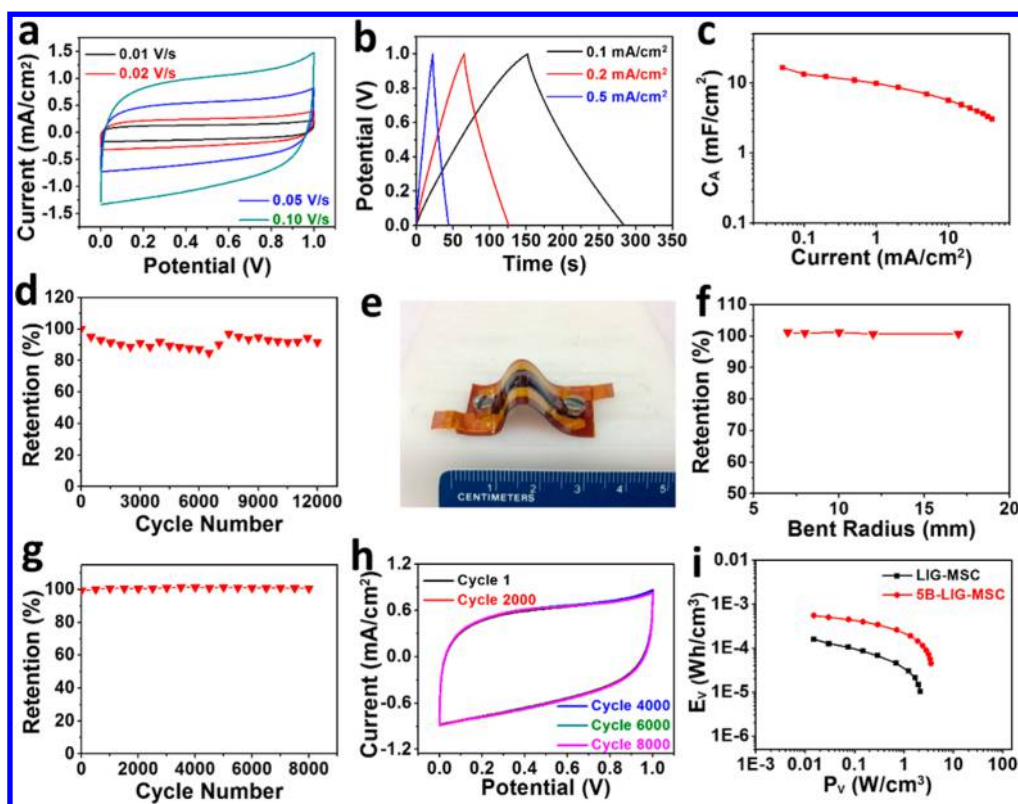 a
0.01 V/s
0.02 V/s
0.05 V/s
0.10 V/s
Current (mA/cm²)
1.5
1.0
0.5
0.0
-0.5
-1.0
-1.5
0.0 0.2 0.4 0.6 0.8 1.0
Potential (V)
b
0.1 mA/cm²
0.2 mA/cm²
0.5 mA/cm²
Potential (V)
1.0
0.8
0.6
0.4
0.2
0.0
0 50 100 150 200 250 300 350
Time (s)
c
C_A (mF/cm²)
100
10
1
0.1
0.1 1 10
Current (mA/cm²)
d
Retention (%)
120
100
80
60
40
20
0
0 3000 6000 9000 12000
Cycle Number
e
1 2 3 4 5
CENTIMETERS
f
Retention (%)
110
100
90
80
70
60
50
5 10 15 20
Bent Radius (mm)
g
Retention (%)
120
100
80
60
40
20
0
0 2000 4000 6000 8000
Cycle Number
h
Cycle 1
Cycle 2000
Cycle 4000
Cycle 6000
Cycle 8000
Current (mA/cm²)
1.2
0.6
0.0
-0.6
-1.2
0.0 0.2 0.4 0.6 0.8 1.0
Potential (V)
i
LIG-MSC
5B-LIG-MSC
E_V (Wh/cm³)
0.01
1E-3
1E-4
1E-5
1E-6
1E-3 0.01 0.1 1 10 100
P_V (W/cm³)